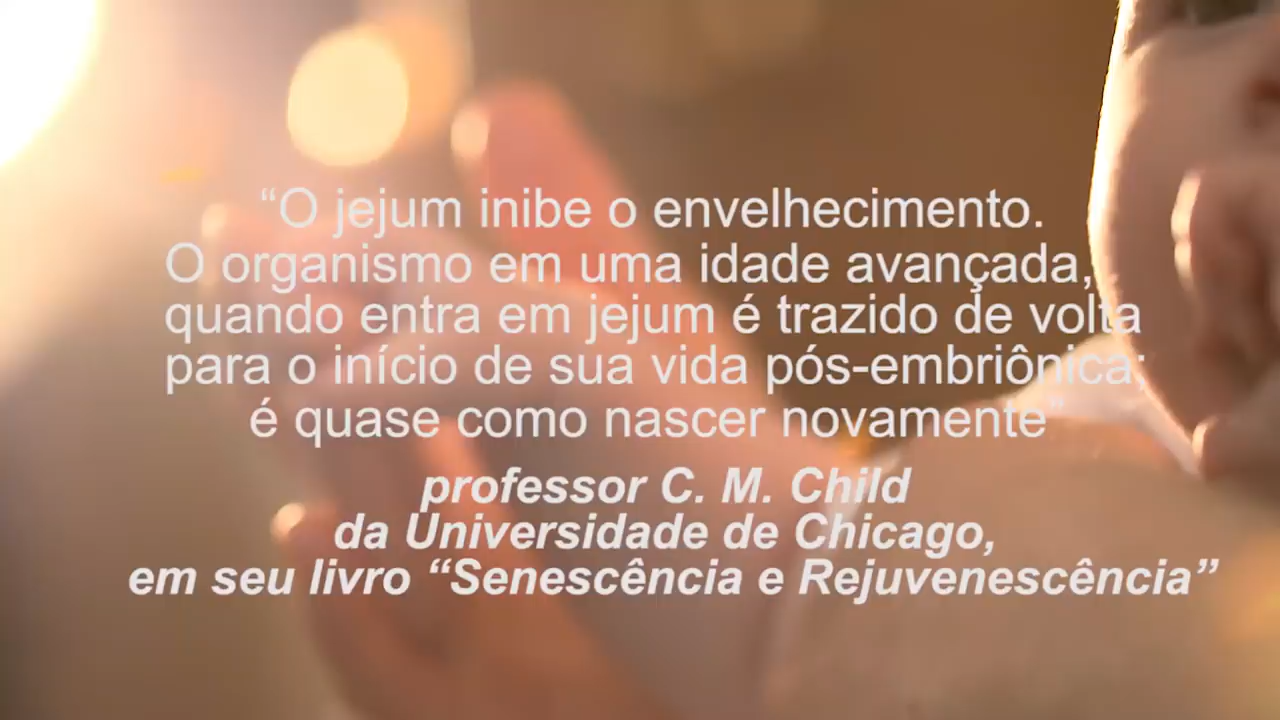 “O jejum inibe o envelhecimento.
O organismo em uma idade avançada,
quando entra em jejum é trazido de volta
para o início de sua vida pós-embriônica;
é quase como nascer novamente”
professor C. M. Child
da Universidade de Chicago,
em seu livro “Senescência e Rejuvenescência”